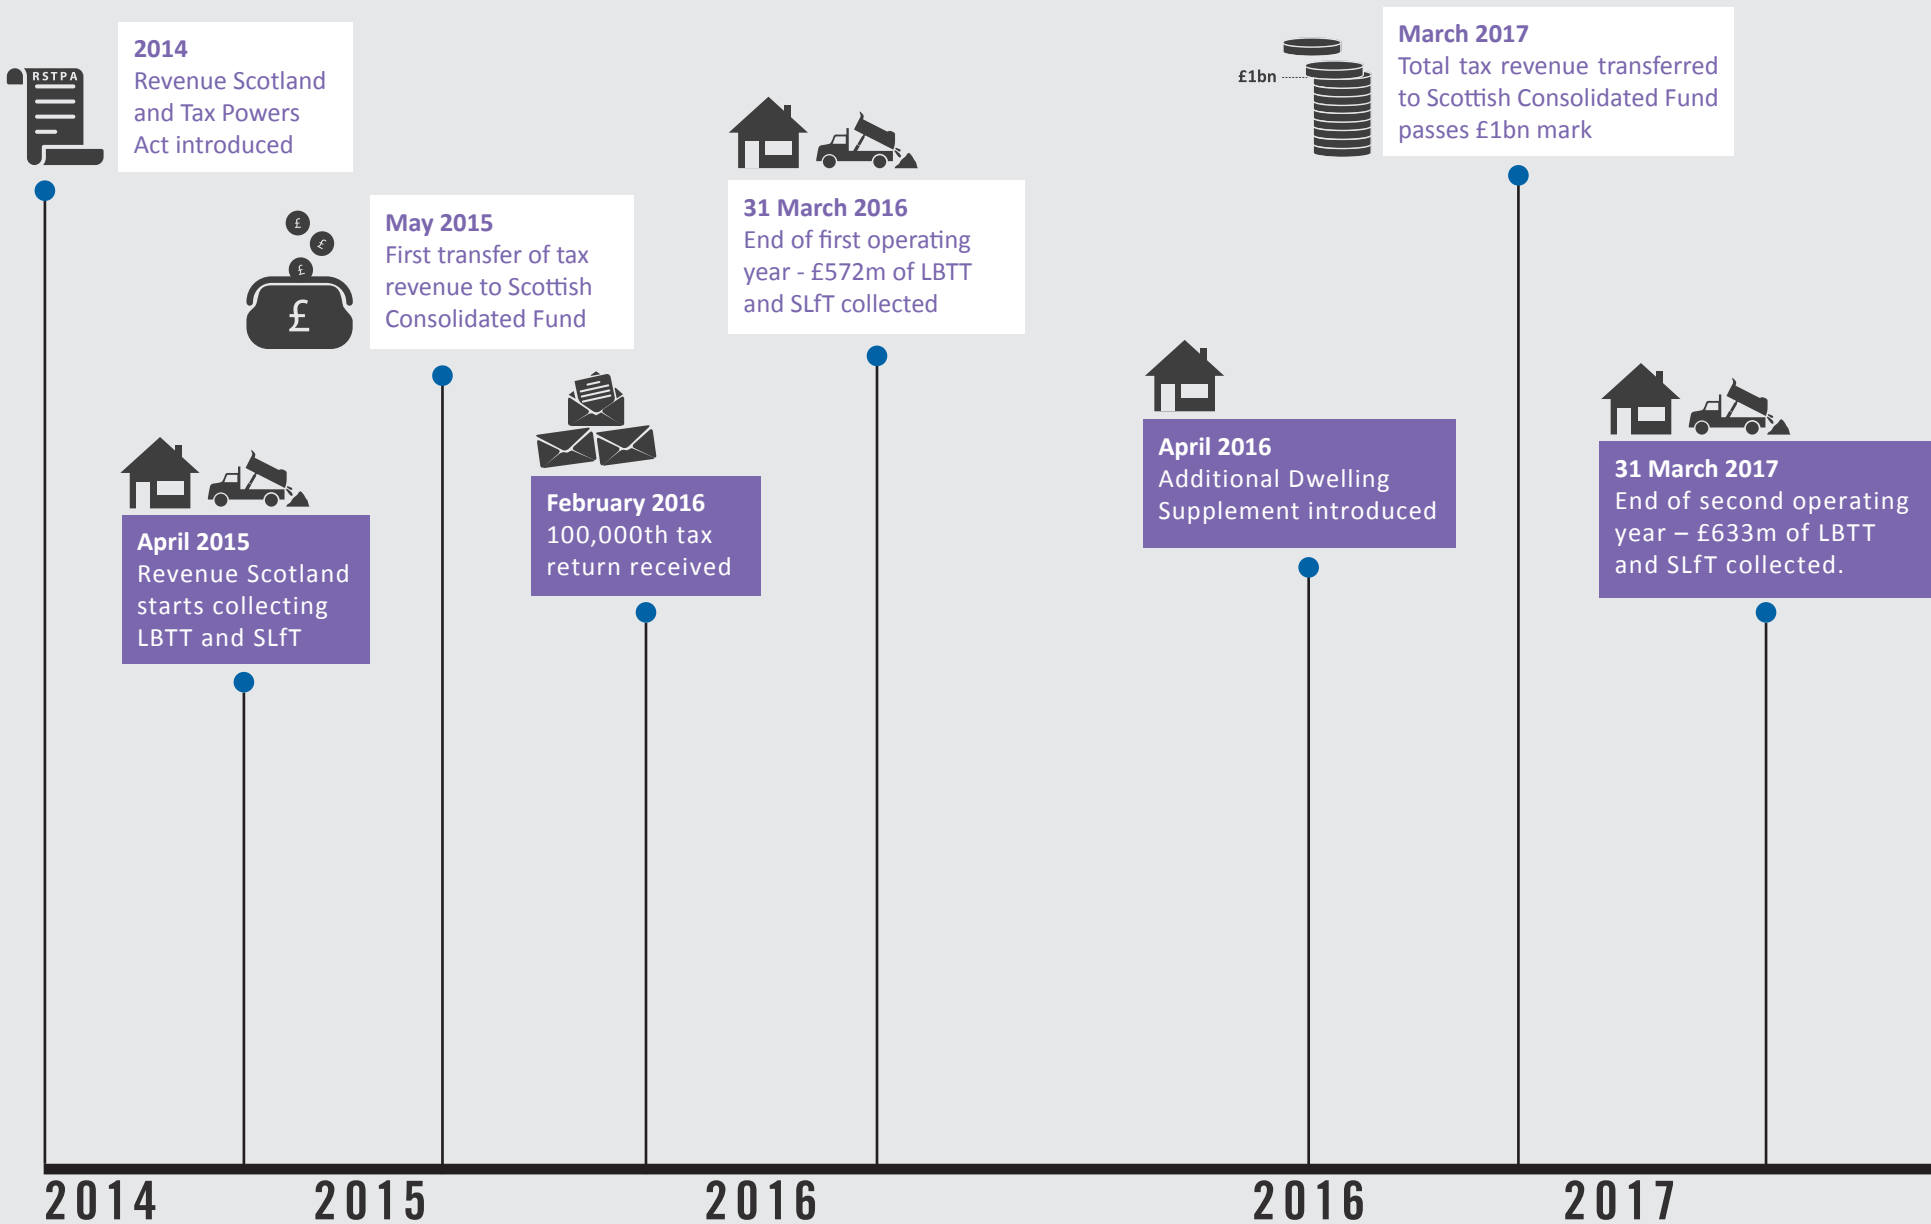 RSTPA
2014
Revenue Scotland
and Tax Powers
Act introduced
£
£
£
£
May 2015
First transfer of tax
revenue to Scottish
Consolidated Fund
31 March 2016
End of first operating
year - £572m of LBTT
and SLfT collected
£1bn
March 2017
Total tax revenue transferred
to Scottish Consolidated Fund
passes £1bn mark
April 2015
Revenue Scotland
starts collecting
LBTT and SLfT
February 2016
100,000th tax
return received
April 2016
Additional Dwelling
Supplement introduced
31 March 2017
End of second operating
year – £633m of LBTT
and SLfT collected.
2014 2015 2016 2016 2017